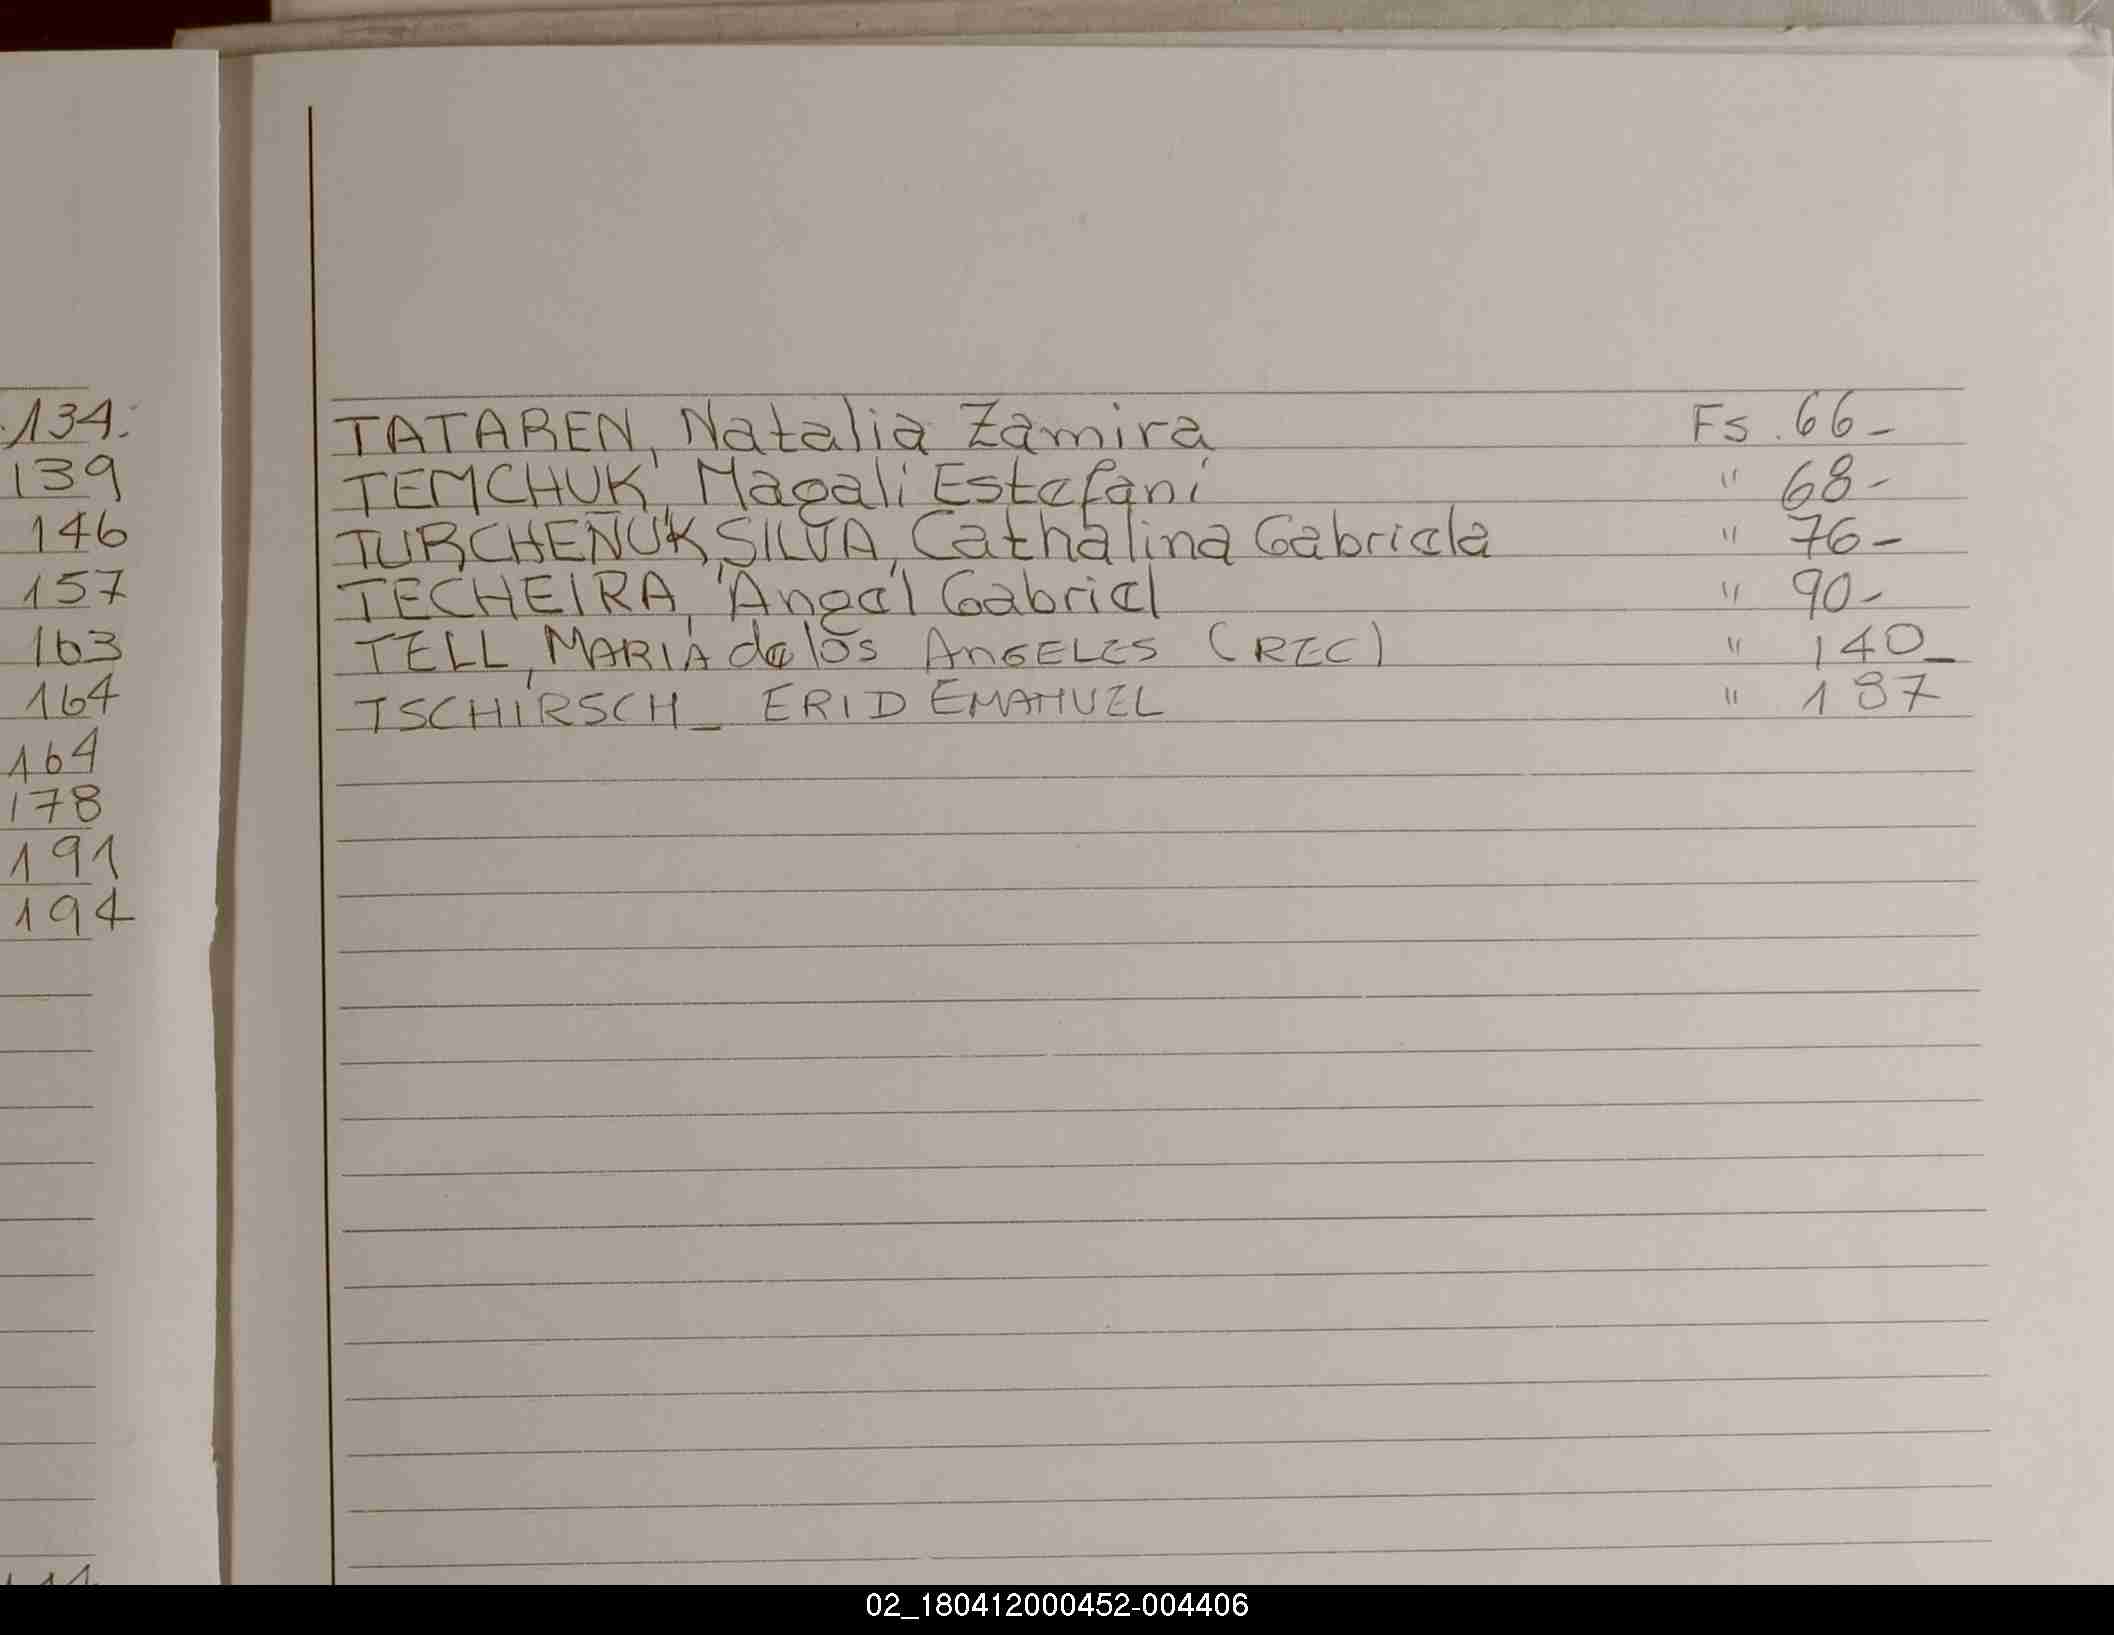 134.
139
146
157
163
164
164
178
191
194
TATAREN, Natalia Zamira Fs. 66-
TEMCHUK, Magali Estefani " 68-
TURCHEÑUK SILVA, Cathalina Gabriela " 76-
TECHEIRA, Angel Gabriel " 90-
TELL, MARIA de los ANGELES (REC) " 140_
TSCHIRSCH_ ERID EMANUEL " 187
02_180412000452-004406